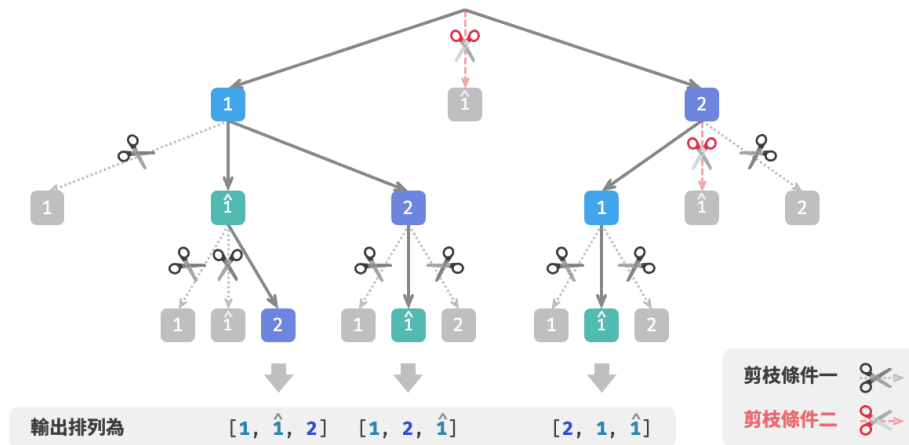 1 1̂ 2
1 1̂ 2 1 1̂ 2
1 1̂ 2 1 1̂ 2 1 1̂ 2
剪枝條件一
剪枝條件二
輸出排列為 [1, 1̂, 2] [1, 2, 1̂] [2, 1, 1̂]